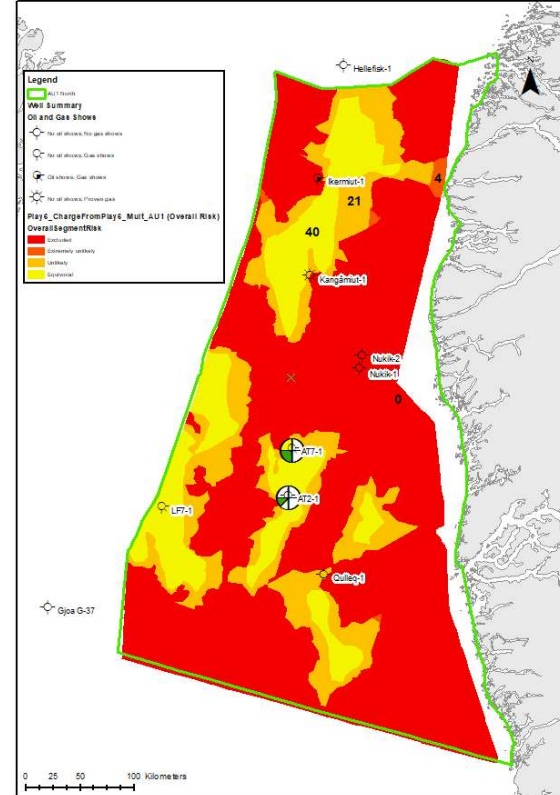 Hellefisk-1
N
Legend
AU1 North
Well Summary
Oil and Gas Shows
No oil shows, No gas shows
No oil shows, Gas shows
Oil shows, Gas shows
No oil shows, Proven gas
Play6_ChargeFromPlay6_Mult_AU1 (Overall Risk)
OverallSegmentRisk
Excluded
Extremely unlikely
Unlikely
Equivocal
Ikermiut-1
4
21
40
Kangâmiut-1
Nukik-2
Nukik-1
0
AT7-1
AT2-1
LF7-1
Qulleq-1
Gjoa G-37
0 25 50 100 Kilometers